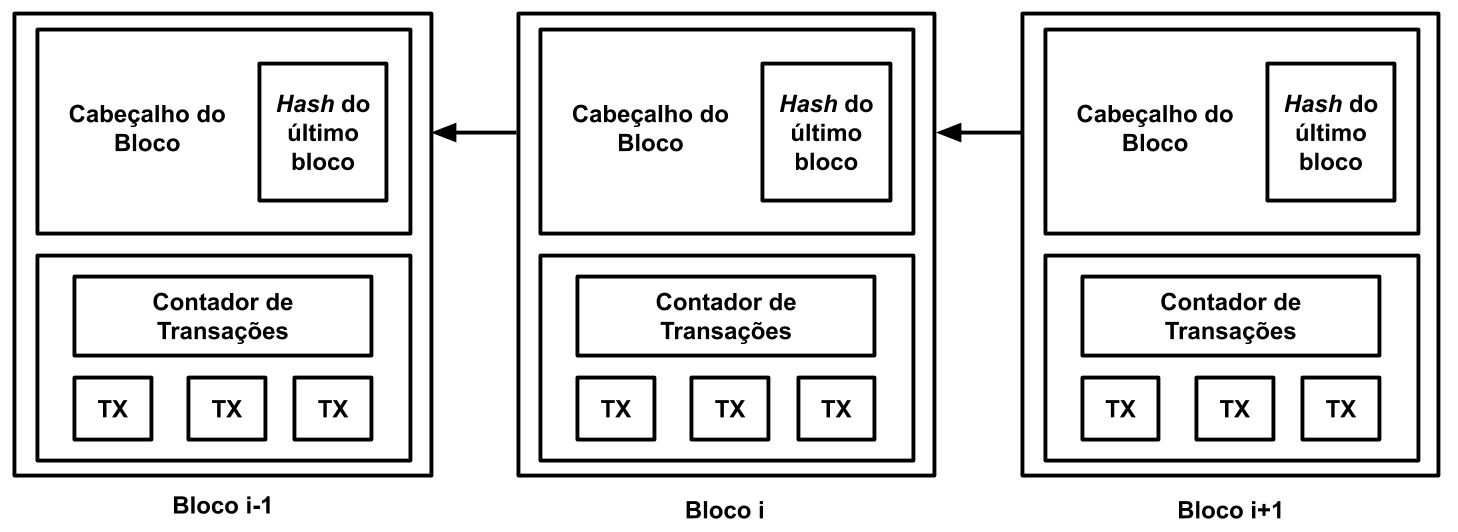 Cabeçalho do
Bloco
Hash do
último
bloco
Contador de
Transações
TX TX TX
Bloco i-1
Cabeçalho do
Bloco
Hash do
último
bloco
Contador de
Transações
TX TX TX
Bloco i
Cabeçalho do
Bloco
Hash do
último
bloco
Contador de
Transações
TX TX TX
Bloco i+1